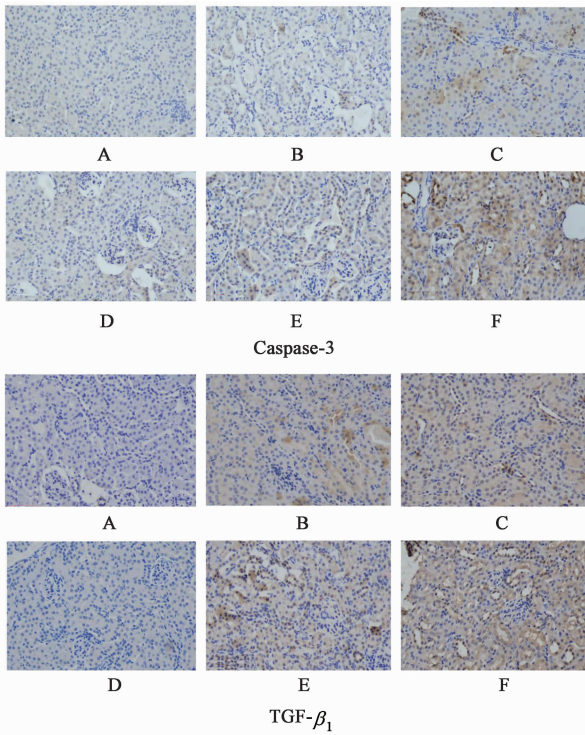 A B C
D E F
Caspase-3
A B C
D E F
TGF-β₁